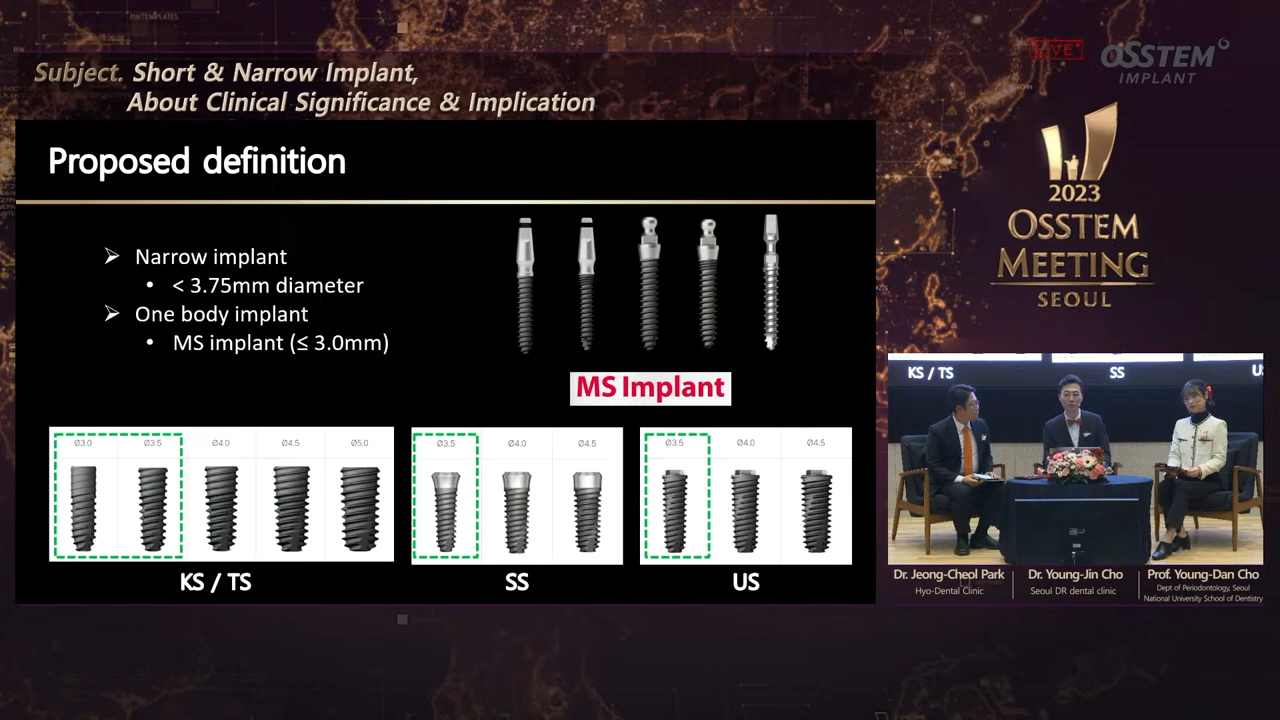 RWTEMPLATES
Subject. Short & Narrow Implant,
About Clinical Significance & Implication
LIVE
OSSTEM
IMPLANT
Proposed definition
➢ Narrow implant
• < 3.75mm diameter
➢ One body implant
• MS implant (≤ 3.0mm)
MS Implant
Ø3.0 Ø3.5 Ø4.0 Ø4.5 Ø5.0
KS / TS
Ø3.5 Ø4.0 Ø4.5
SS
Ø3.5 Ø4.0 Ø4.5
US
2023
OSSTEM
MEETING
SEOUL
KS / TS SS
Dr. Jeong-Cheol Park
Hyo-Dental Clinic
Dr. Young-Jin Cho
Seoul DR dental clinic
Prof. Young-Dan Cho
Dept of Periodontology, Seoul
National University School of Dentistry